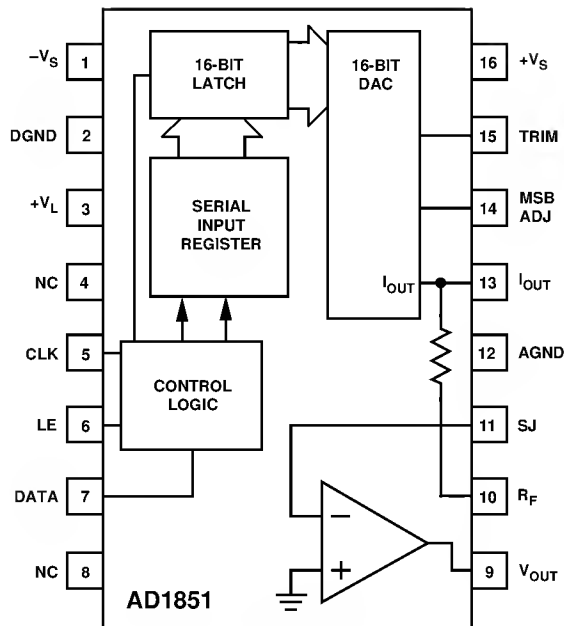 −VS 1
DGND 2
+VL 3
NC 4
CLK 5
LE 6
DATA 7
NC 8
16-BIT
LATCH
16-BIT
DAC
SERIAL
INPUT
REGISTER
IOUT
CONTROL
LOGIC
−
+
AD1851
16 +VS
15 TRIM
14 MSB
ADJ
13 IOUT
12 AGND
11 SJ
10 RF
9 VOUT